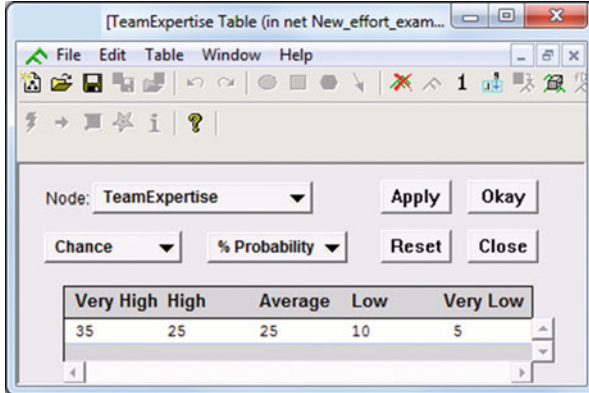 [TeamExpertise Table (in net New_effort_exam...
File Edit Table Window Help
1
i ?
Node: TeamExpertise Apply Okay
Chance % Probability Reset Close
Very High High Average Low Very Low
35 25 25 10 5